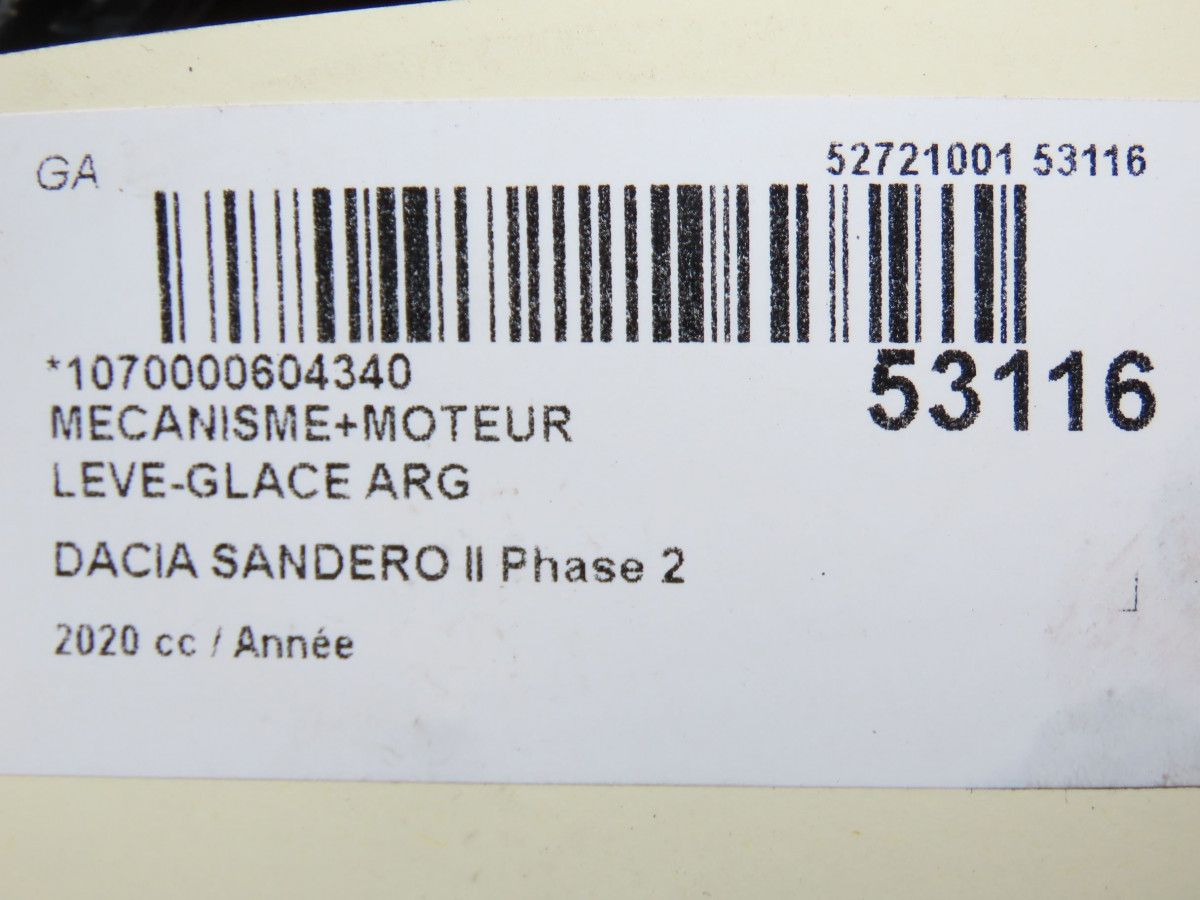 GA
52721001 53116
*1070000604340
53116
MECANISME+MOTEUR
LEVE-GLACE ARG
DACIA SANDERO II Phase 2
2020 cc / Année